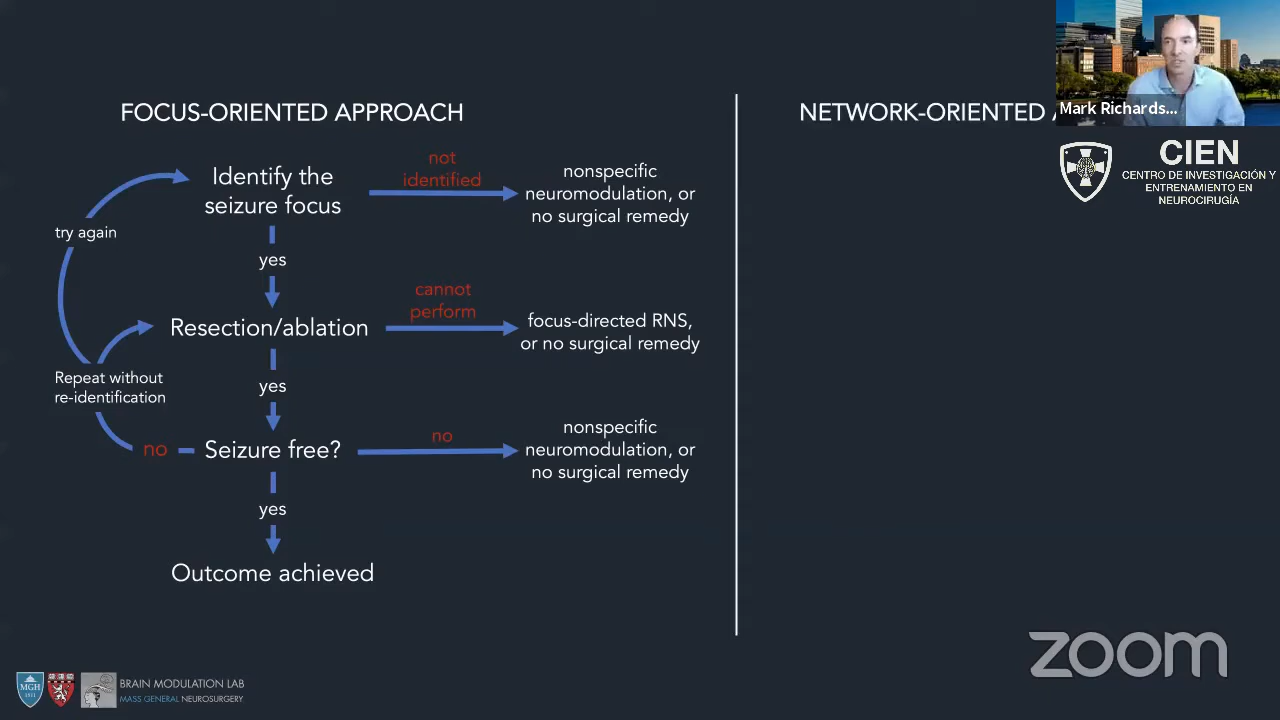 FOCUS-ORIENTED APPROACH
not
identified
Identify the
seizure focus
nonspecific
neuromodulation, or
no surgical remedy
try again
yes
cannot
perform
Resection/ablation
focus-directed RNS,
or no surgical remedy
yes
Repeat without
re-identification
no
Seizure free?
no
nonspecific
neuromodulation, or
no surgical remedy
yes
Outcome achieved
NETWORK-ORIENTED
Mark Richards...
CIEN
CENTRO DE INVESTIGACIÓN Y
ENTRENAMIENTO EN
NEUROCIRUGÍA
zoom
MGH
1811
BRAIN MODULATION LAB
MASS GENERAL NEUROSURGERY